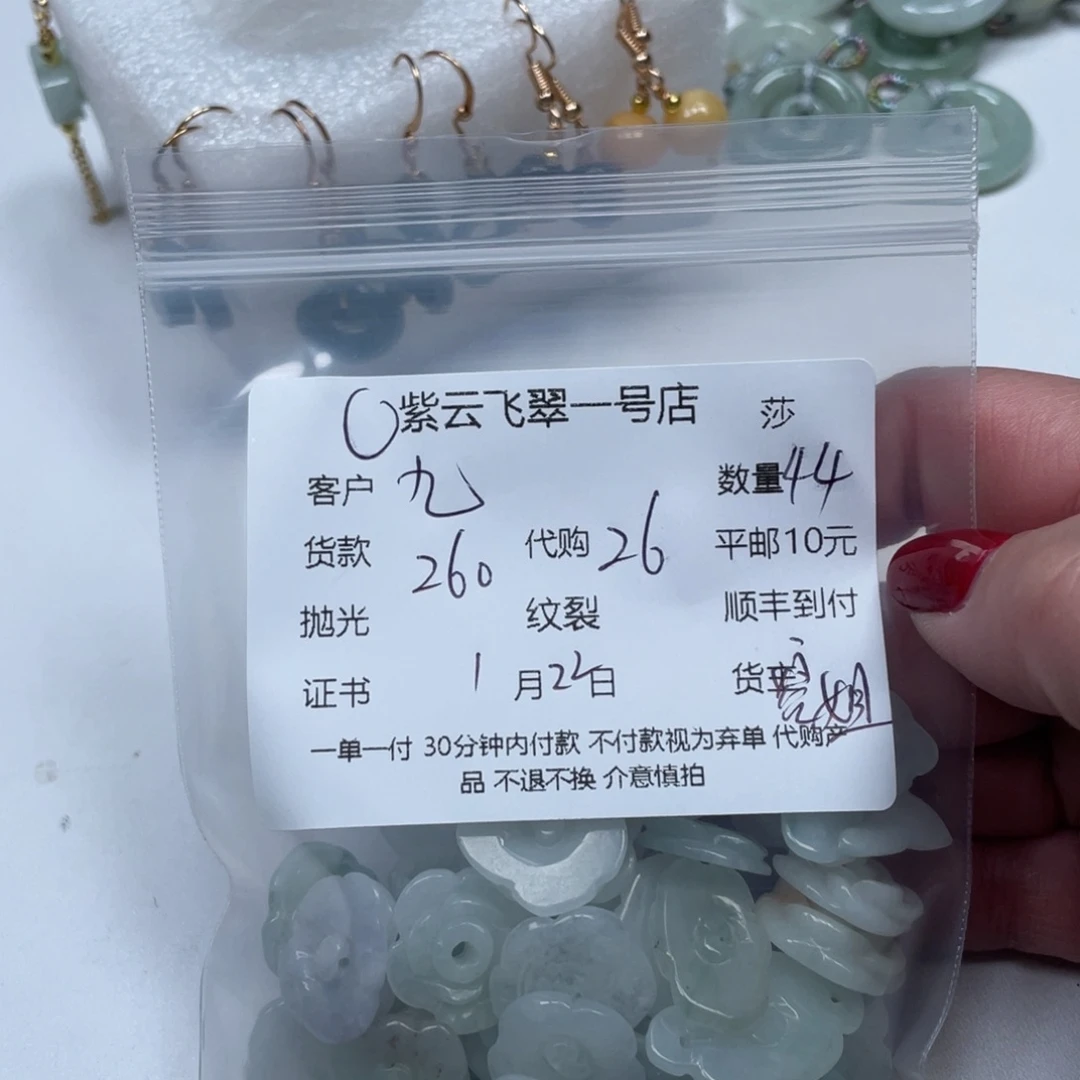 紫云飞翠一号店 莎
客户 九 数量 44
货款 260 代购 26 平邮10元
抛光 纹裂 顺丰到付
证书 1月22日 货主 亮姐
一单一付 30分钟内付款 不付款视为弃单 代购产
品 不退不换 介意慎拍